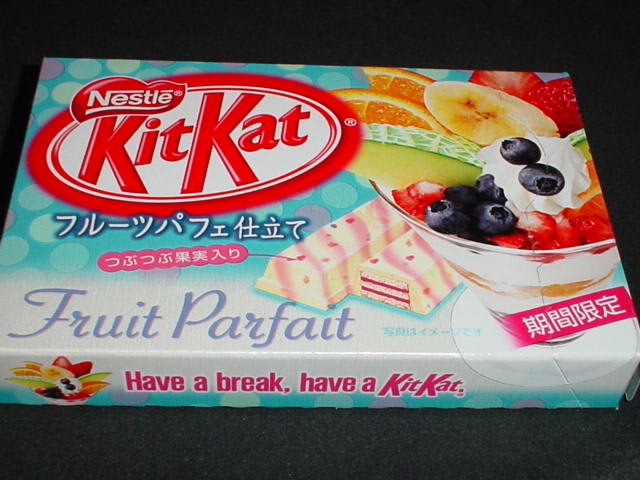 Nestlé®
KitKat®
フルーツパフェ仕立て
つぶつぶ果実入り
Fruit Parfait
写真はイメージです
期間限定
Have a break, have a KitKat®